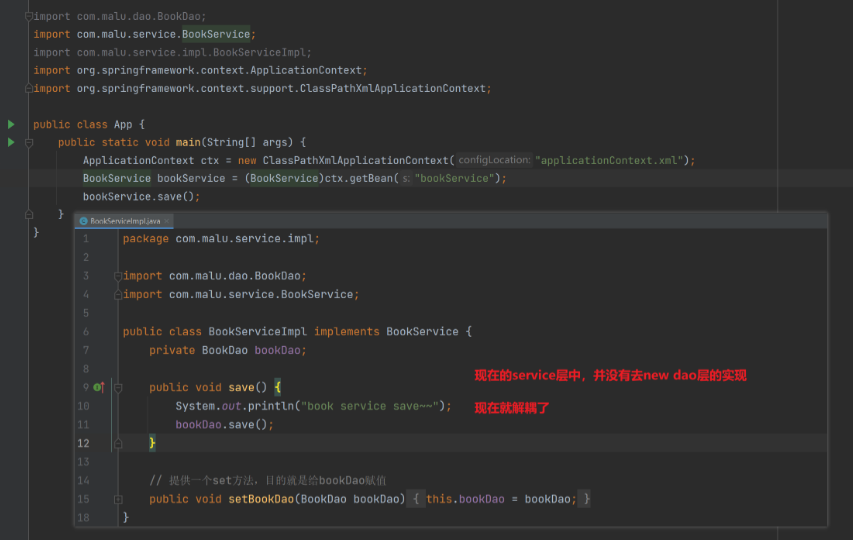 import com.malu.dao.BookDao;
import com.malu.service.BookService;
import com.malu.service.impl.BookServiceImpl;
import org.springframework.context.ApplicationContext;
import org.springframework.context.support.ClassPathXmlApplicationContext;
public class App {
public static void main(String[] args) {
ApplicationContext ctx = new ClassPathXmlApplicationContext( configLocation: "applicationContext.xml");
BookService bookService = (BookService)ctx.getBean( s: "bookService");
bookService.save();
}
}
BookServiceImpl.java ×
1 package com.malu.service.impl;
2
3 import com.malu.dao.BookDao;
4 import com.malu.service.BookService;
5
6 public class BookServiceImpl implements BookService {
7 private BookDao bookDao;
8
现在的service层中，并没有去new dao层的实现
9 public void save() {
10 System.out.println("book service save~~");
现在就解耦了
11 bookDao.save();
12 }
13
14 // 提供一个set方法，目的就是给bookDao赋值
15 public void setBookDao(BookDao bookDao) { this.bookDao = bookDao; }
18 }